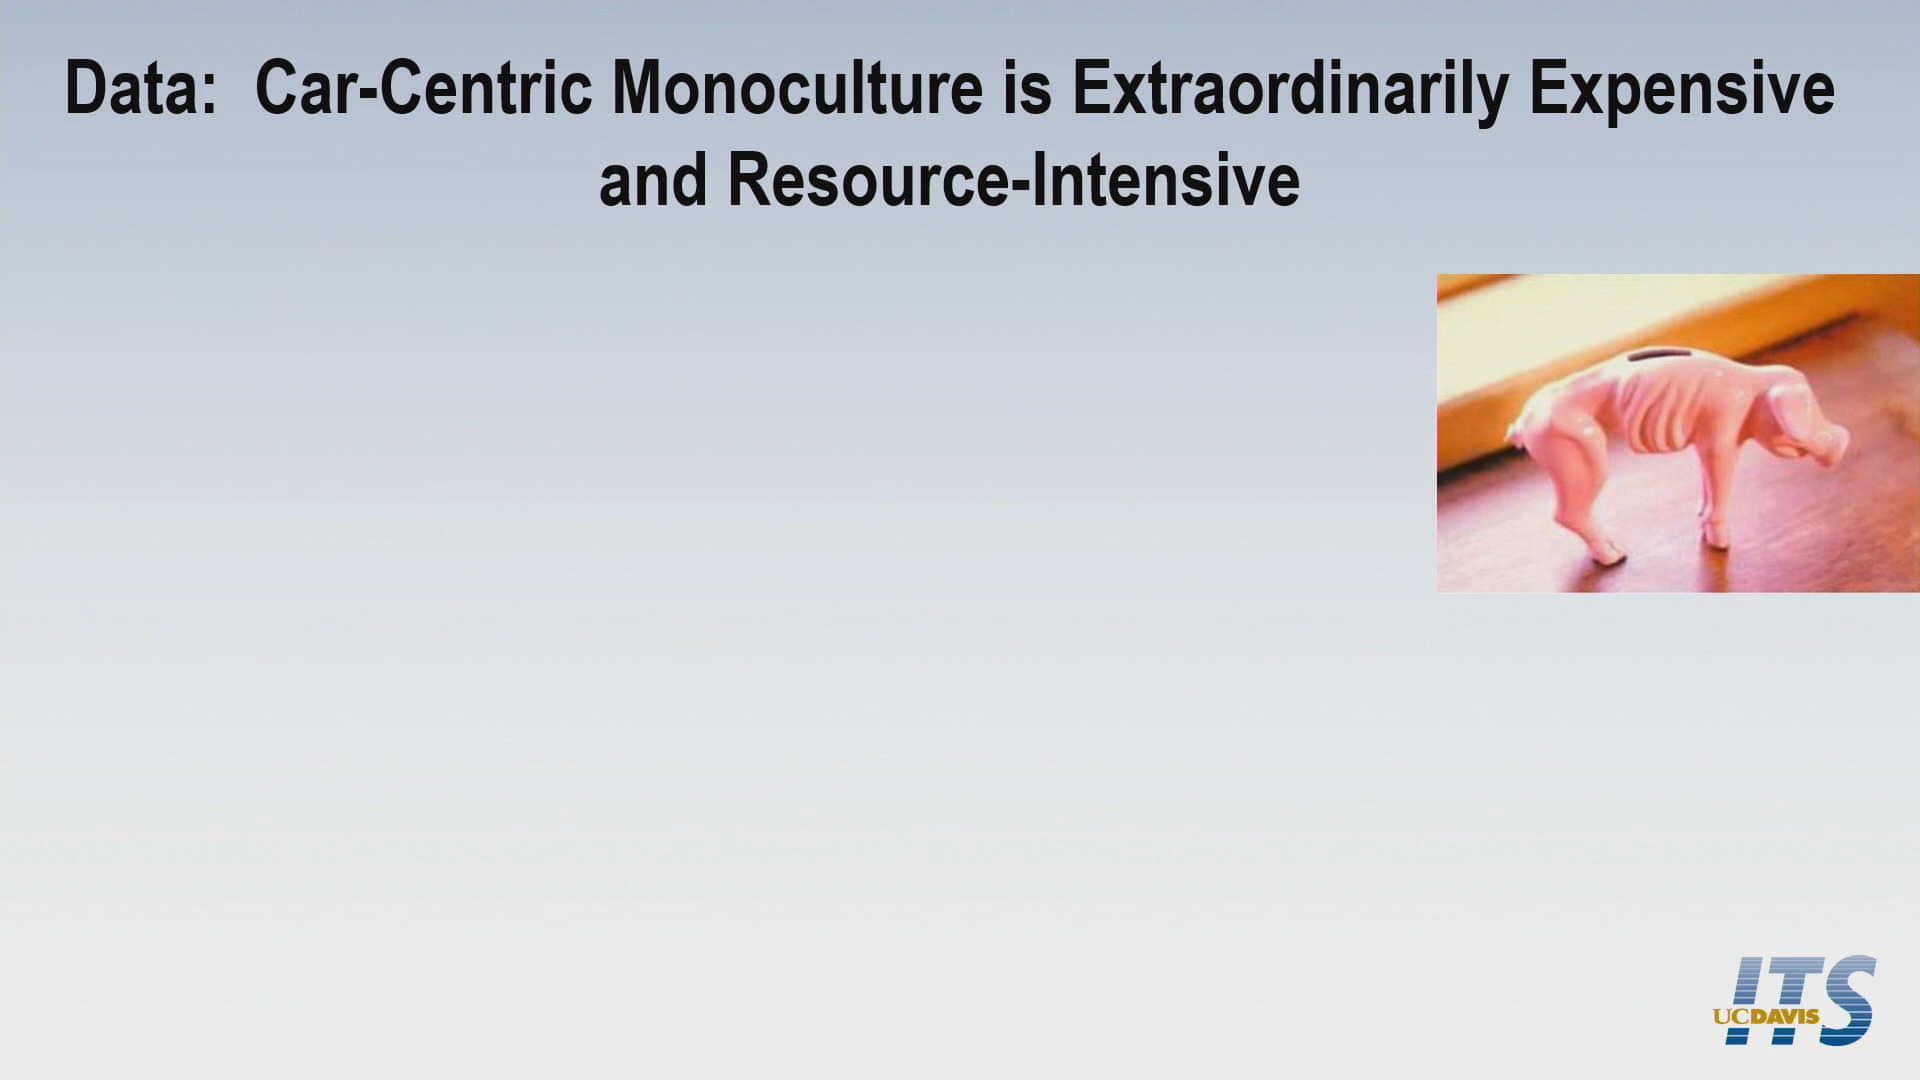 Data:  Car-Centric Monoculture is Extraordinarily Expensive
and Resource-Intensive
ITS
UCDAVIS